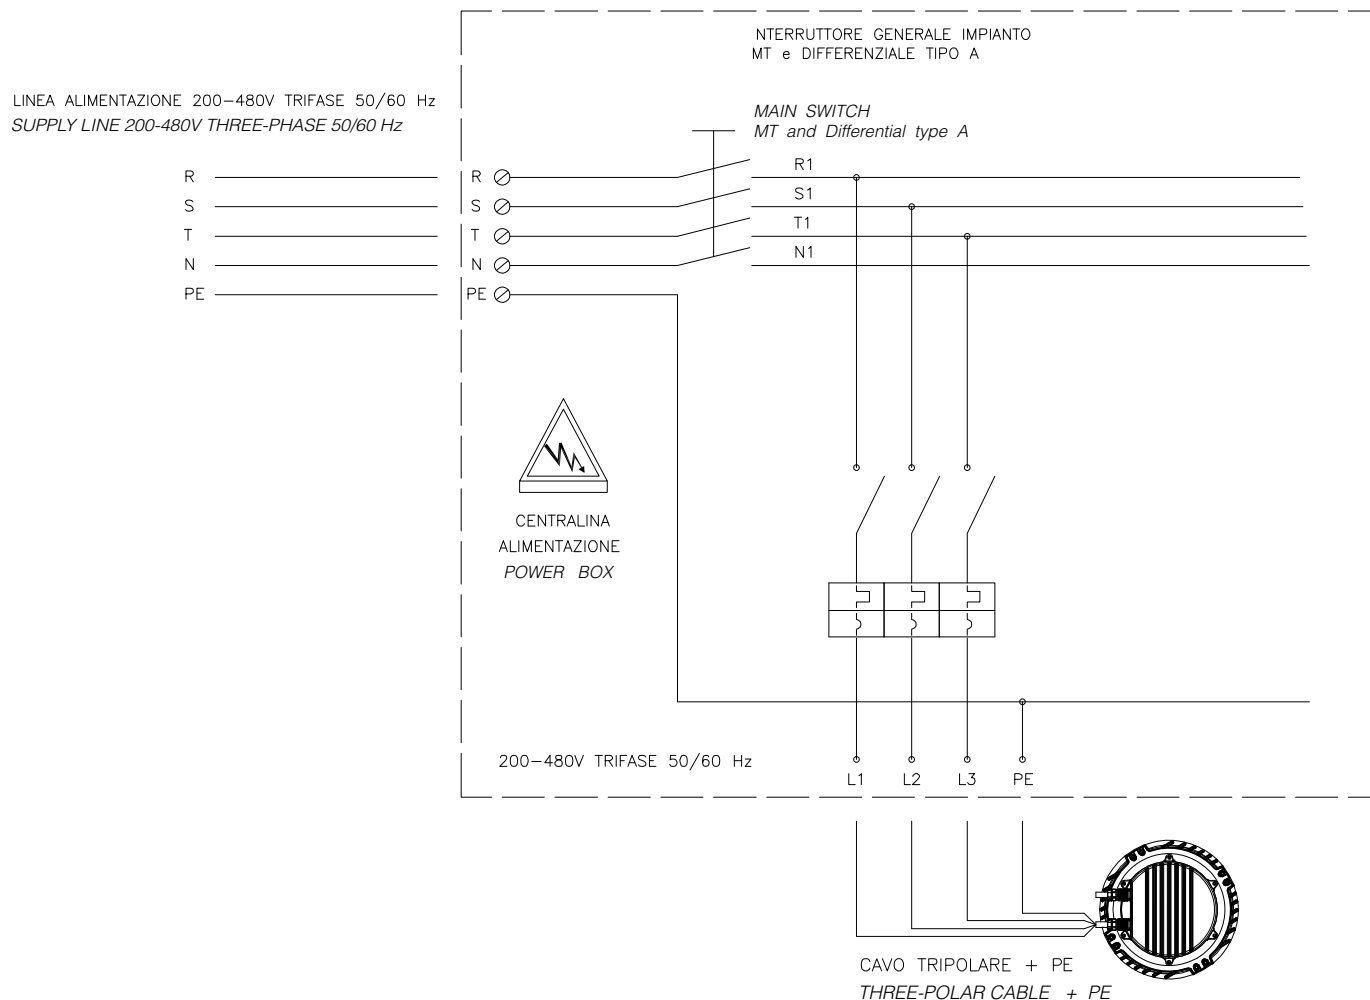 NTERRUTTORE GENERALE IMPIANTO
MT e DIFFERENZIALE TIPO A
LINEA ALIMENTAZIONE 200-480V TRIFASE 50/60 Hz
SUPPLY LINE 200-480V THREE-PHASE 50/60 Hz
MAIN SWITCH
MT and Differential type A
R R R1
S S S1
T T T1
N N N1
PE PE
CENTRALINA
ALIMENTAZIONE
POWER BOX
200-480V TRIFASE 50/60 Hz
L1 L2 L3 PE
CAVO TRIPOLARE + PE
THREE-POLAR CABLE + PE